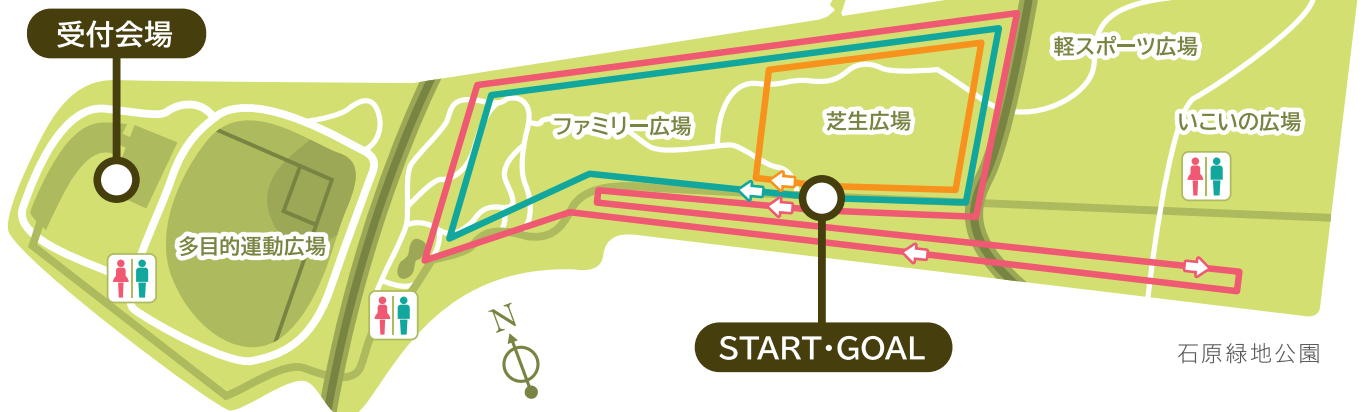 受付会場
軽スポーツ広場
ファミリー広場
芝生広場
いこいの広場
多目的運動広場
N
START・GOAL
石原緑地公園